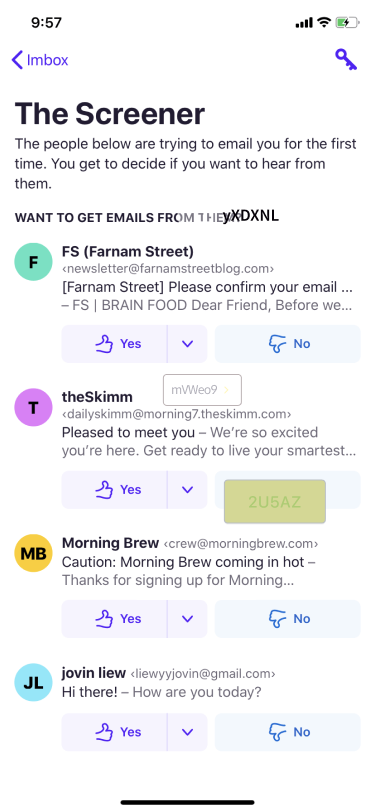 9:57
Imbox
The Screener
The people below are trying to email you for the first
time. You get to decide if you want to hear from
them.
WANT TO GET EMAILS FROM THEM?
yXDXNL
F
FS (Farnam Street)
‹newsletter@farnamstreetblog.com›
[Farnam Street] Please confirm your email ...
– FS | BRAIN FOOD Dear Friend, Before we...
Yes
No
mVWeo9
T
theSkimm
‹dailyskimm@morning7.theskimm.com›
Pleased to meet you – We're so excited
you're here. Get ready to live your smartest...
Yes
2U5AZ
MB
Morning Brew ‹crew@morningbrew.com›
Caution: Morning Brew coming in hot –
Thanks for signing up for Morning...
Yes
No
JL
jovin liew ‹liewyyjovin@gmail.com›
Hi there! – How are you today?
Yes
No